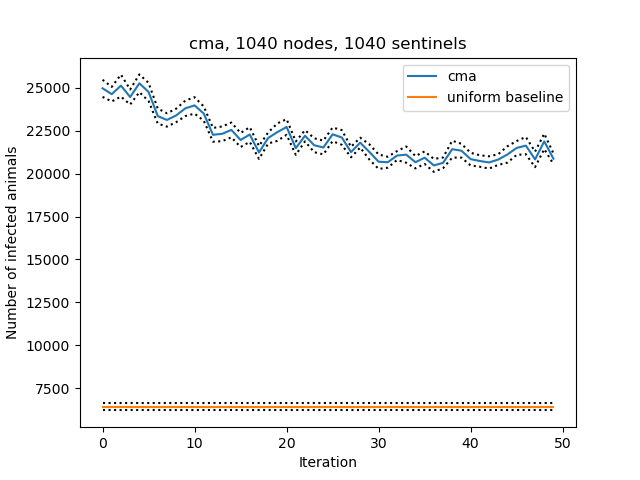 cma, 1040 nodes, 1040 sentinels
cma
uniform baseline
Number of infected animals
25000
22500
20000
17500
15000
12500
10000
7500
0
10
20
30
40
50
Iteration